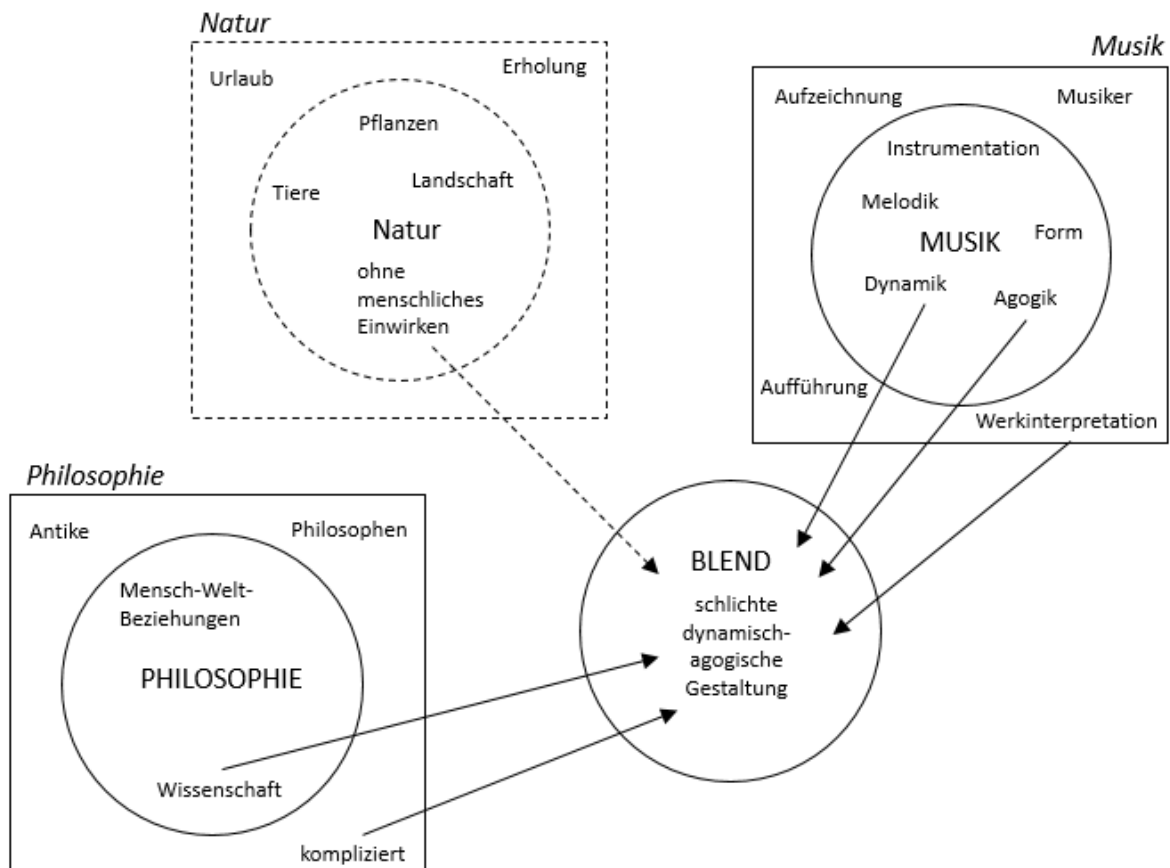 Natur
Urlaub
Erholung
Pflanzen
Tiere
Landschaft
Natur
ohne
menschliches
Einwirken
Musik
Aufzeichnung
Musiker
Instrumentation
Melodik
MUSIK
Form
Dynamik
Agogik
Aufführung
Werkinterpretation
Philosophie
Antike
Philosophen
Mensch-Welt-
Beziehungen
PHILOSOPHIE
Wissenschaft
kompliziert
BLEND
schlichte
dynamisch-
agogische
Gestaltung